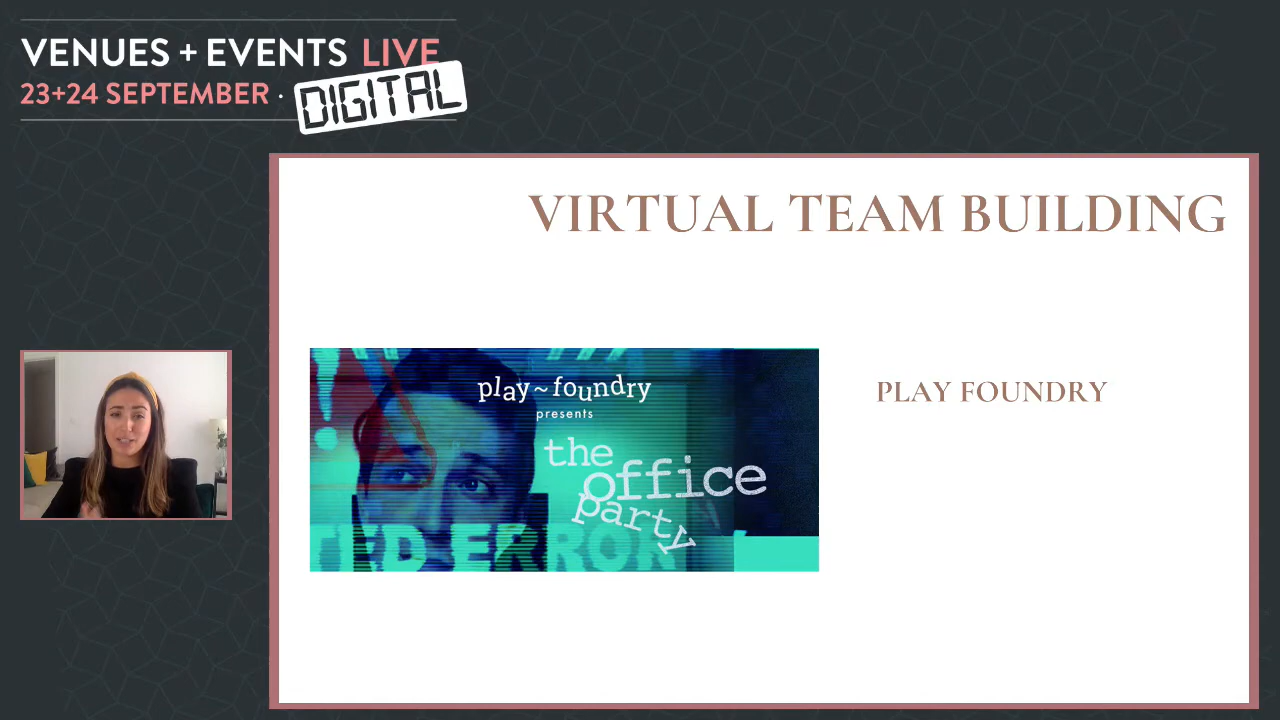 VENUES + EVENTS LIVE
23+24 SEPTEMBER · DIGITAL
VIRTUAL TEAM BUILDING
play~foundry
presents
the
office
party
PLAY FOUNDRY